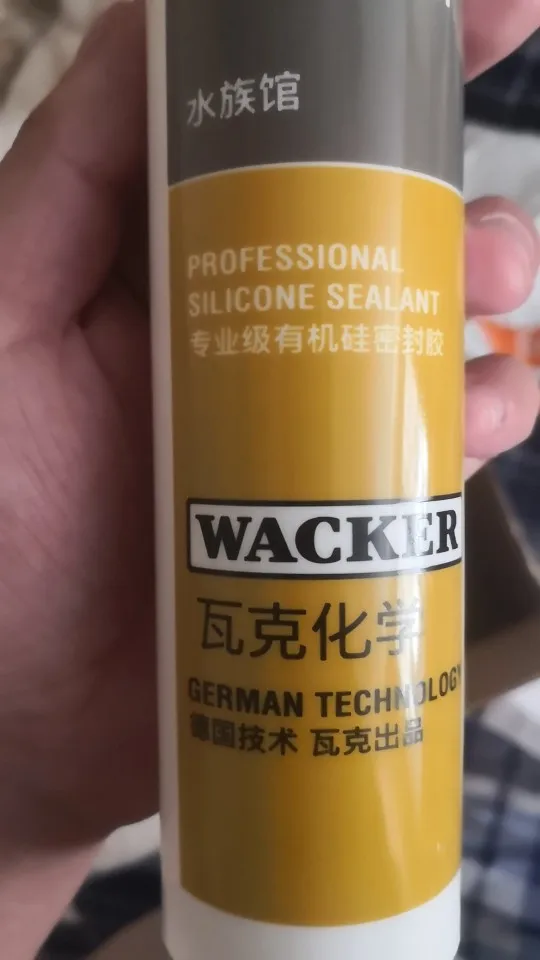 水族馆
PROFESSIONAL
SILICONE SEALANT
专业级有机硅密封胶
WACKER
瓦克化学
GERMAN TECHNOLOGY
德国技术 瓦克出品